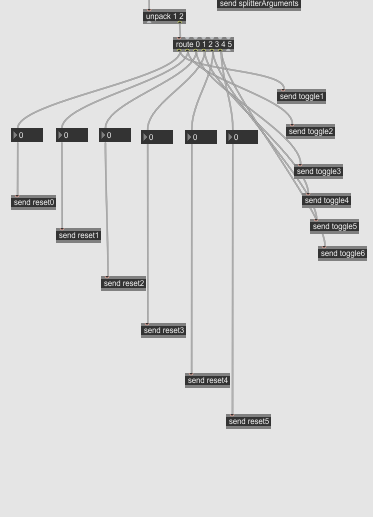 send splitterArguments
unpack 1 2
route 0 1 2 3 4 5
send toggle1
send toggle2
0
0
0
0
0
0
send toggle3
send reset0
send toggle4
send toggle5
send reset1
send toggle6
send reset2
send reset3
send reset4
send reset5